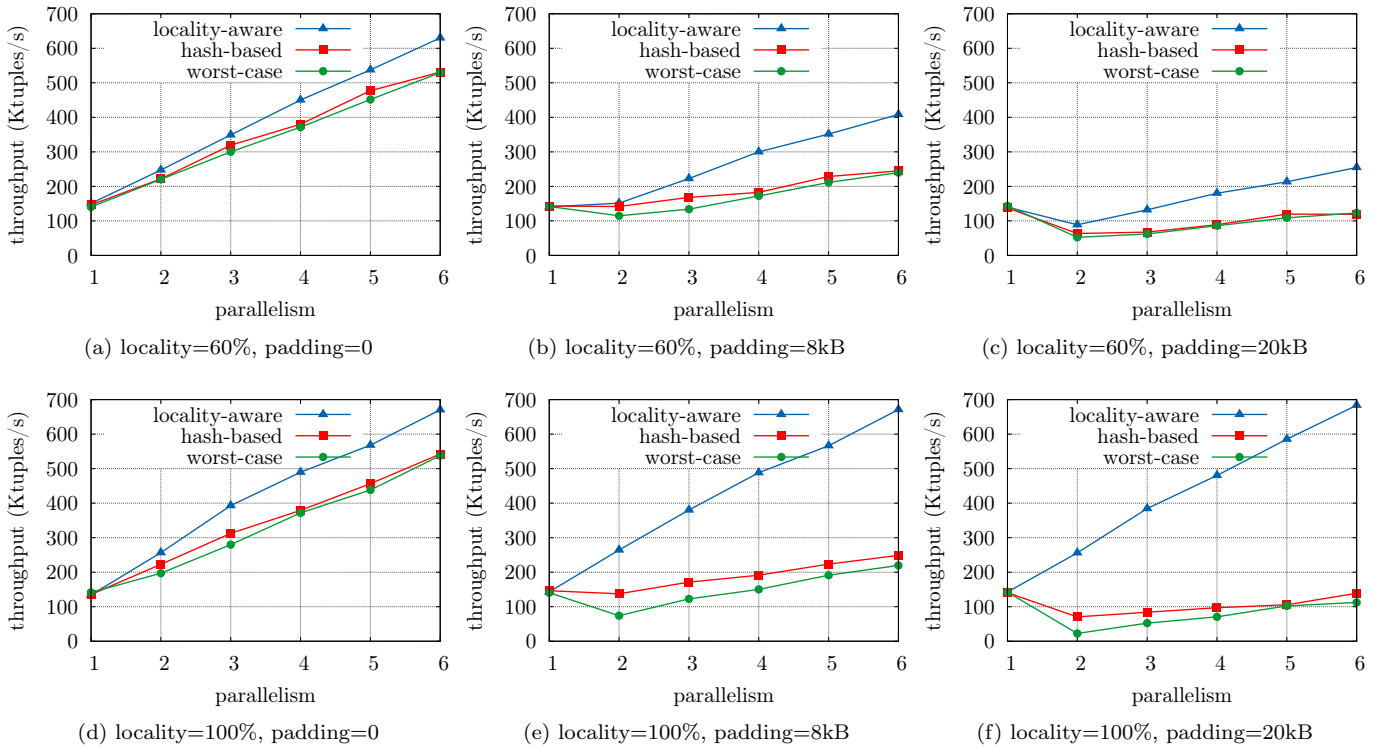 700
600
500
400
300
200
100
0
throughput (Ktuples/s)
locality-aware
hash-based
worst-case
1 2 3 4 5 6
parallelism
(a) locality=60%, padding=0
700
600
500
400
300
200
100
0
throughput (Ktuples/s)
locality-aware
hash-based
worst-case
1 2 3 4 5 6
parallelism
(b) locality=60%, padding=8kB
700
600
500
400
300
200
100
0
throughput (Ktuples/s)
locality-aware
hash-based
worst-case
1 2 3 4 5 6
parallelism
(c) locality=60%, padding=20kB
700
600
500
400
300
200
100
0
throughput (Ktuples/s)
locality-aware
hash-based
worst-case
1 2 3 4 5 6
parallelism
(d) locality=100%, padding=0
700
600
500
400
300
200
100
0
throughput (Ktuples/s)
locality-aware
hash-based
worst-case
1 2 3 4 5 6
parallelism
(e) locality=100%, padding=8kB
700
600
500
400
300
200
100
0
throughput (Ktuples/s)
locality-aware
hash-based
worst-case
1 2 3 4 5 6
parallelism
(f) locality=100%, padding=20kB